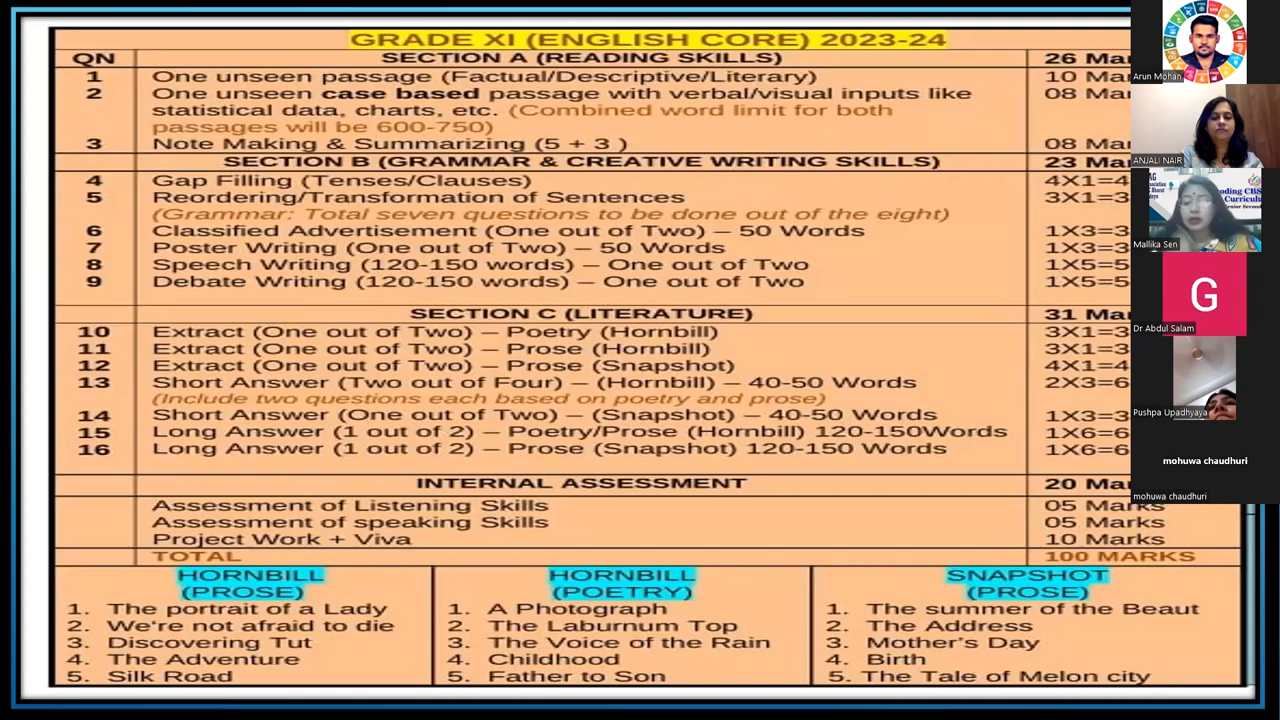 GRADE XI (ENGLISH CORE) 2023-24
QN SECTION A (READING SKILLS) 26 Mar
1 One unseen passage (Factual/Descriptive/Literary) 10 Mar
2 One unseen case based passage with verbal/visual inputs like 08 Mar
statistical data, charts, etc. (Combined word limit for both
passages will be 600-750)
3 Note Making & Summarizing (5 + 3 ) 08 Mar
SECTION B (GRAMMAR & CREATIVE WRITING SKILLS) 23 Mar
4 Gap Filling (Tenses/Clauses) 4X1=4
5 Reordering/Transformation of Sentences 3X1=3
(Grammar: Total seven questions to be done out of the eight)
6 Classified Advertisement (One out of Two) – 50 Words 1X3=3
7 Poster Writing (One out of Two) – 50 Words 1X3=3
8 Speech Writing (120-150 words) – One out of Two 1X5=5
9 Debate Writing (120-150 words) – One out of Two 1X5=5
SECTION C (LITERATURE) 31 Mar
10 Extract (One out of Two) – Poetry (Hornbill) 3X1=3
11 Extract (One out of Two) – Prose (Hornbill) 3X1=3
12 Extract (One out of Two) – Prose (Snapshot) 4X1=4
13 Short Answer (Two out of Four) – (Hornbill) – 40-50 Words 2X3=6
(Include two questions each based on poetry and prose)
14 Short Answer (One out of Two) – (Snapshot) – 40-50 Words 1X3=3
15 Long Answer (1 out of 2) – Poetry/Prose (Hornbill) 120-150Words 1X6=6
16 Long Answer (1 out of 2) – Prose (Snapshot) 120-150 Words 1X6=6
INTERNAL ASSESSMENT 20 Mar
Assessment of Listening Skills 05 Marks
Assessment of speaking Skills 05 Marks
Project Work + Viva 10 Marks
TOTAL 100 MARKS
HORNBILL
(PROSE)
1. The portrait of a Lady
2. We're not afraid to die
3. Discovering Tut
4. The Adventure
5. Silk Road
HORNBILL
(POETRY)
1. A Photograph
2. The Laburnum Top
3. The Voice of the Rain
4. Childhood
5. Father to Son
SNAPSHOT
(PROSE)
1. The summer of the Beaut
2. The Address
3. Mother's Day
4. Birth
5. The Tale of Melon city
Arun Mohan
ANJALI NAIR
oding CBS
Curriculu
Mallika Sen
G
Dr Abdul Salam
Pushpa Upadhyaya
mohuwa chaudhuri
mohuwa chaudhuri